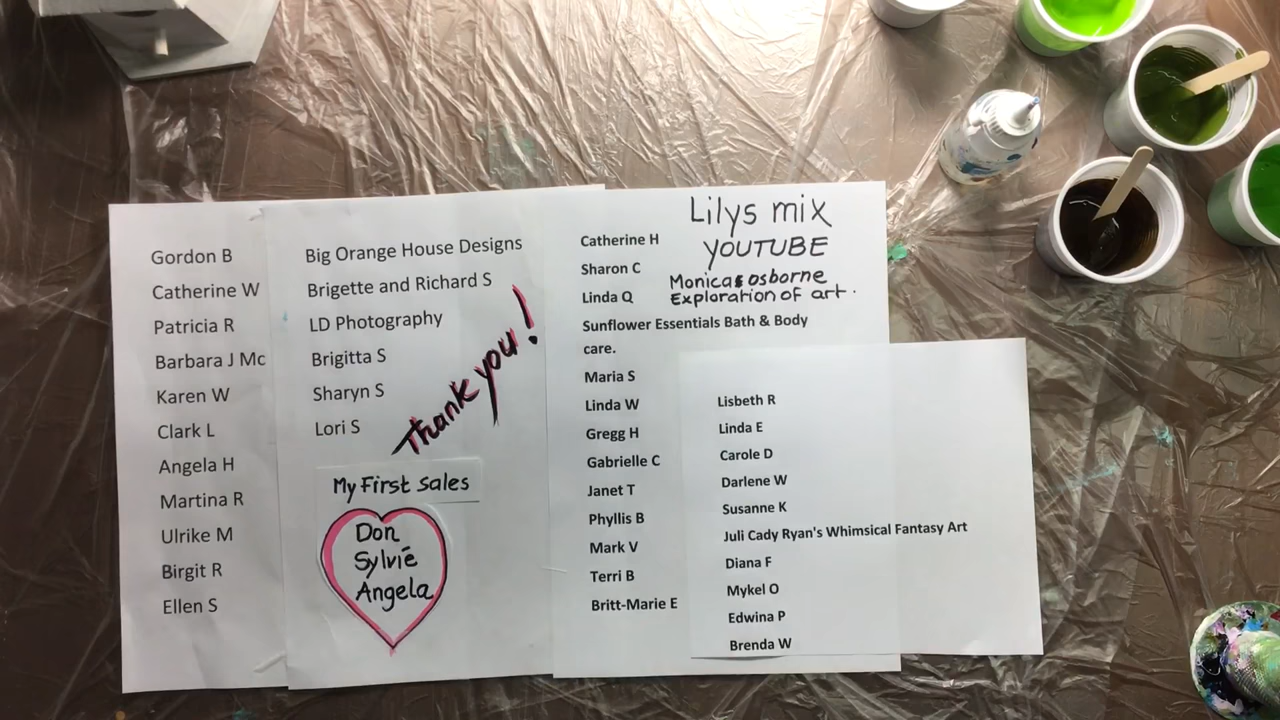 Gordon B
Catherine W
Patricia R
Barbara J Mc
Karen W
Clark L
Angela H
Martina R
Ulrike M
Birgit R
Ellen S
Big Orange House Designs
Brigette and Richard S
LD Photography
Brigitta S
Sharyn S
Lori S
Thank you!
My First Sales
Don
Sylvie
Angela
Lilys mix
YOUTUBE
Monica osborne
Exploration of art.
Catherine H
Sharon C
Linda Q
Sunflower Essentials Bath & Body
care.
Maria S
Linda W
Gregg H
Gabrielle C
Janet T
Phyllis B
Mark V
Terri B
Britt-Marie E
Lisbeth R
Linda E
Carole D
Darlene W
Susanne K
Juli Cady Ryan's Whimsical Fantasy Art
Diana F
Mykel O
Edwina P
Brenda W